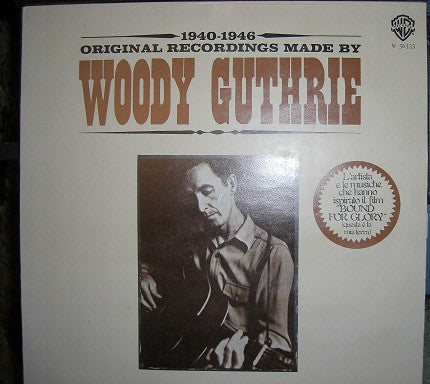 1940-1946
ORIGINAL RECORDINGS MADE BY
WOODY GUTHRIE
W 56335
L'artista
e le musiche
che hanno
ispirato il film
"BOUND
FOR GLORY"
(questa è la
mia terra)